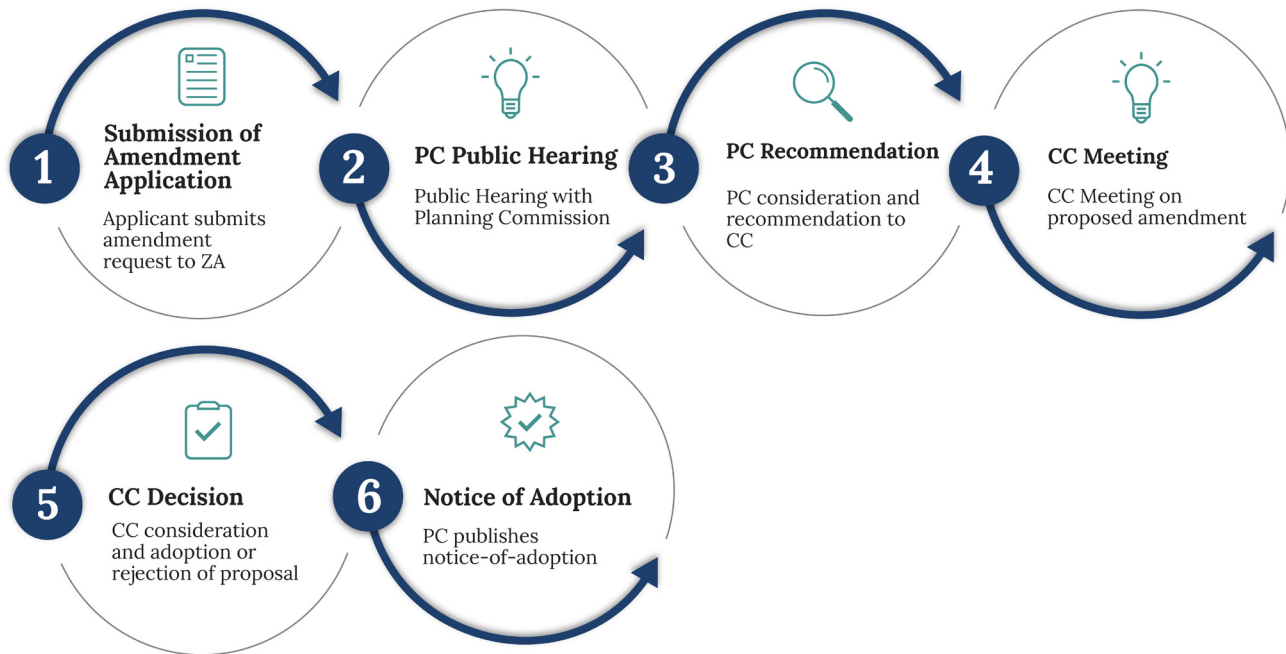 1
Submission of
Amendment
Application
Applicant submits
amendment
request to ZA
2
PC Public Hearing
Public Hearing with
Planning Commission
3
PC Recommendation
PC consideration and
recommendation to
CC
4
CC Meeting
CC Meeting on
proposed amendment
5
CC Decision
CC consideration
and adoption or
rejection of proposal
6
Notice of Adoption
PC publishes
notice-of-adoption